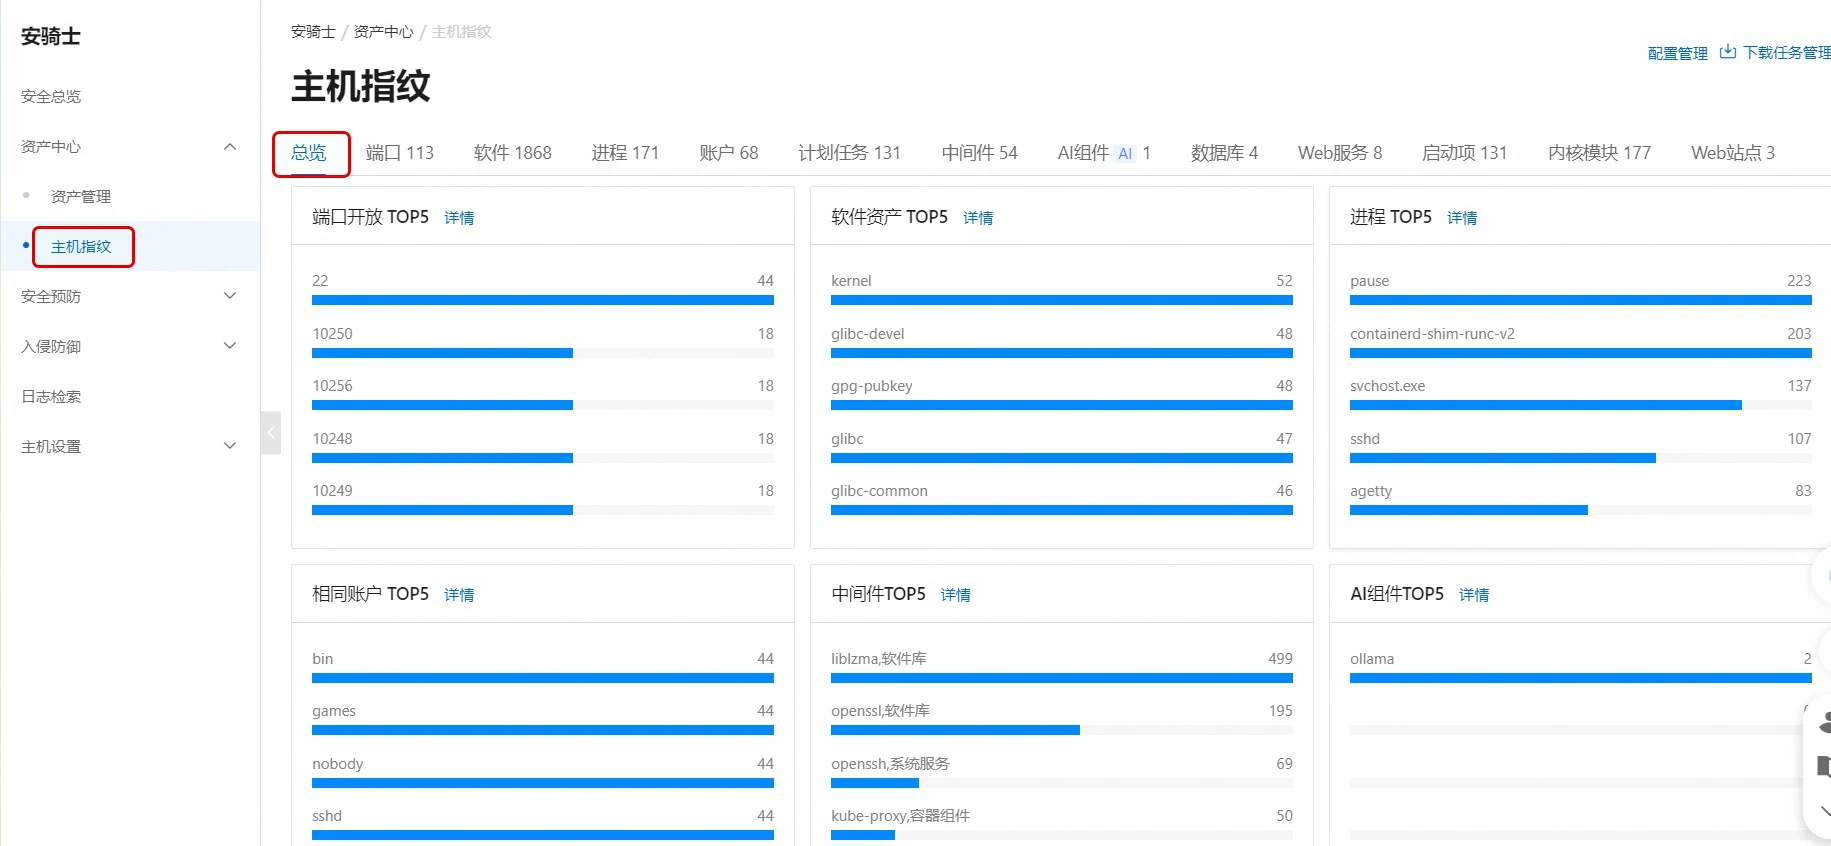 安骑士
安全总览
资产中心
资产管理
主机指纹
安全预防
入侵防御
日志检索
主机设置
安骑士 / 资产中心 / 主机指纹
配置管理 下载任务管理
主机指纹
总览 端口 113 软件 1868 进程 171 账户 68 计划任务 131 中间件 54 AI组件 AI 1 数据库 4 Web服务 8 启动项 131 内核模块 177 Web站点 3
端口开放 TOP5 详情
22 44
10250 18
10256 18
10248 18
10249 18
软件资产 TOP5 详情
kernel 52
glibc-devel 48
gpg-pubkey 48
glibc 47
glibc-common 46
进程 TOP5 详情
pause 223
containerd-shim-runc-v2 203
svchost.exe 137
sshd 107
agetty 83
相同账户 TOP5 详情
bin 44
games 44
nobody 44
sshd 44
中间件TOP5 详情
liblzma,软件库 499
openssl,软件库 195
openssh,系统服务 69
kube-proxy,容器组件 50
AI组件TOP5 详情
ollama 2